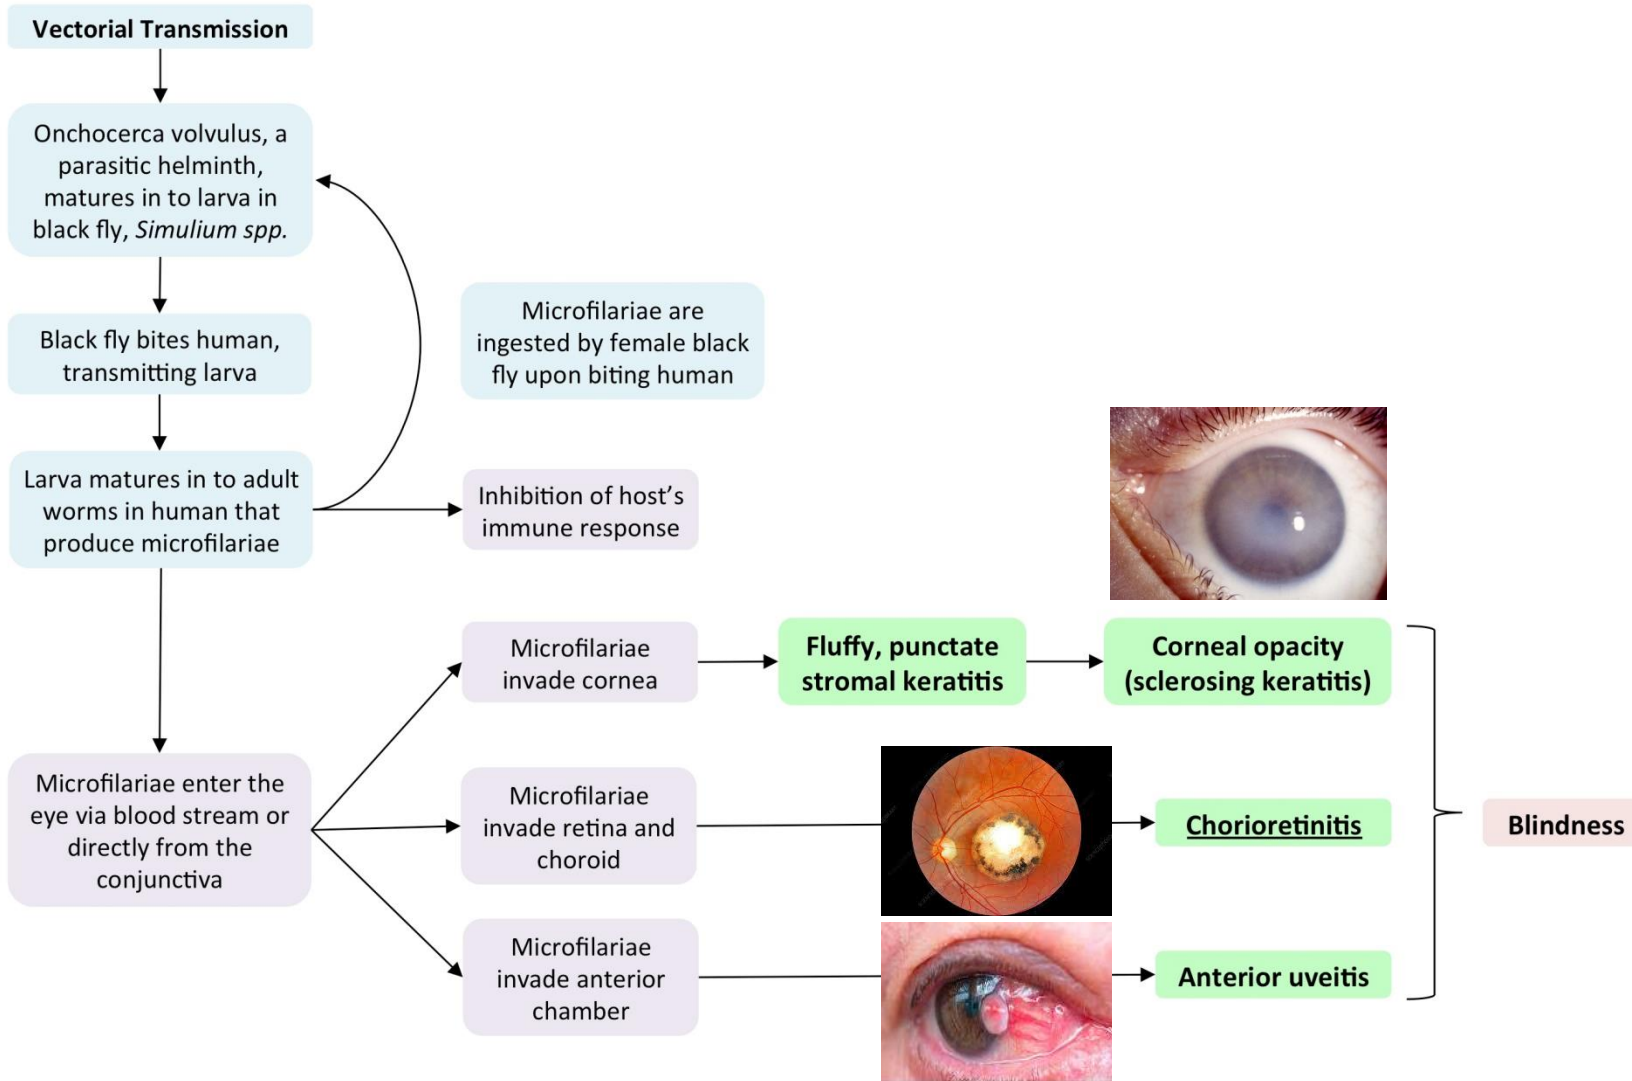 Vectorial Transmission
Onchocerca volvulus, a
parasitic helminth,
matures in to larva in
black fly, Simulium spp.
Black fly bites human,
transmitting larva
Microfilariae are
ingested by female black
fly upon biting human
Larva matures in to adult
worms in human that
produce microfilariae
Inhibition of host’s
immune response
Microfilariae enter the
eye via blood stream or
directly from the
conjunctiva
Microfilariae
invade cornea
Fluffy, punctate
stromal keratitis
Corneal opacity
(sclerosing keratitis)
Microfilariae
invade retina and
choroid
Chorioretinitis
Microfilariae
invade anterior
chamber
Anterior uveitis
Blindness